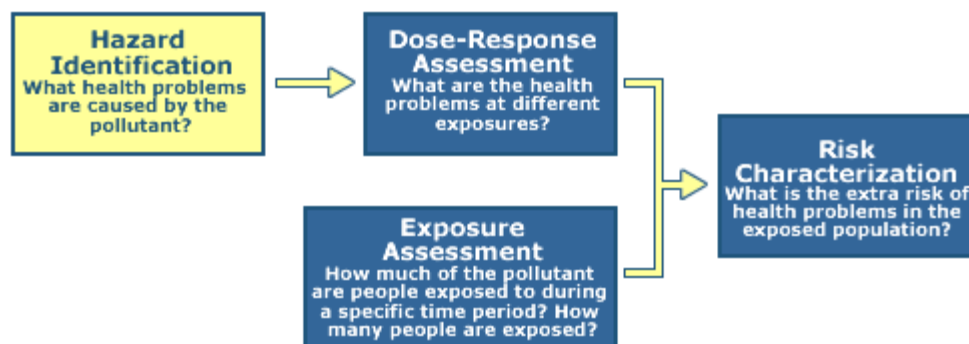 Hazard
Identification
What health problems
are caused by the
pollutant?
Dose-Response
Assessment
What are the health
problems at different
exposures?
Exposure
Assessment
How much of the pollutant
are people exposed to during
a specific time period? How
many people are exposed?
Risk
Characterization
What is the extra risk of
health problems in the
exposed population?